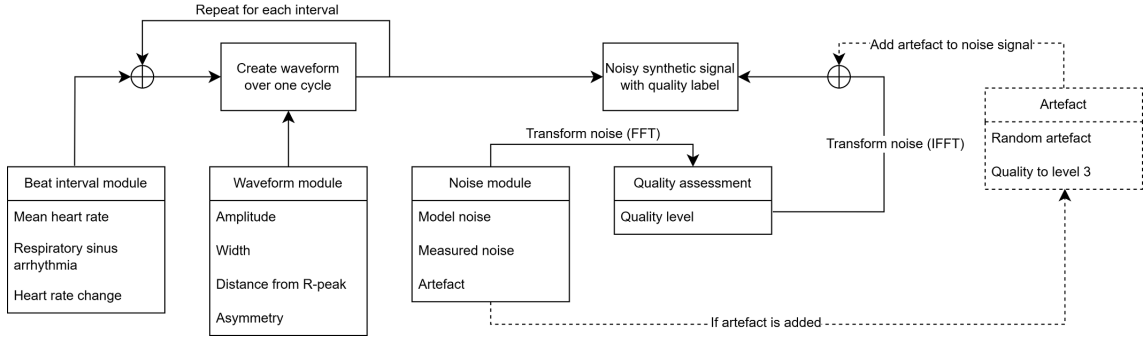 Repeat for each interval
Create waveform
over one cycle
Noisy synthetic signal
with quality label
Add artefact to noise signal
Artefact
Random artefact
Quality to level 3
Transform noise (FFT)
Transform noise (IFFT)
Beat interval module
Mean heart rate
Respiratory sinus
arrhythmia
Heart rate change
Waveform module
Amplitude
Width
Distance from R-peak
Asymmetry
Noise module
Model noise
Measured noise
Artefact
Quality assessment
Quality level
If artefact is added